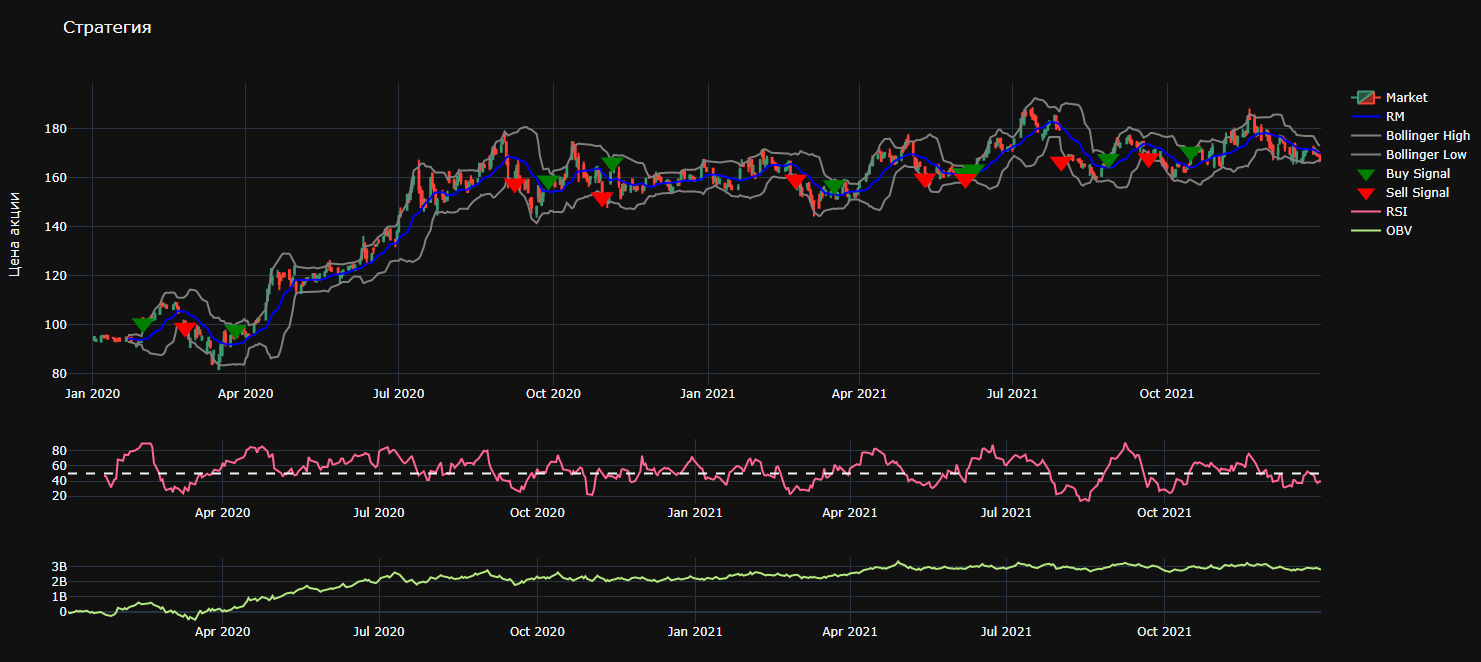 Стратегия
Цена акции
180
160
140
120
100
80
Jan 2020 Apr 2020 Jul 2020 Oct 2020 Jan 2021 Apr 2021 Jul 2021 Oct 2021
Market
RM
Bollinger High
Bollinger Low
Buy Signal
Sell Signal
RSI
OBV
80
60
40
20
Apr 2020 Jul 2020 Oct 2020 Jan 2021 Apr 2021 Jul 2021 Oct 2021
3B
2B
1B
0
Apr 2020 Jul 2020 Oct 2020 Jan 2021 Apr 2021 Jul 2021 Oct 2021